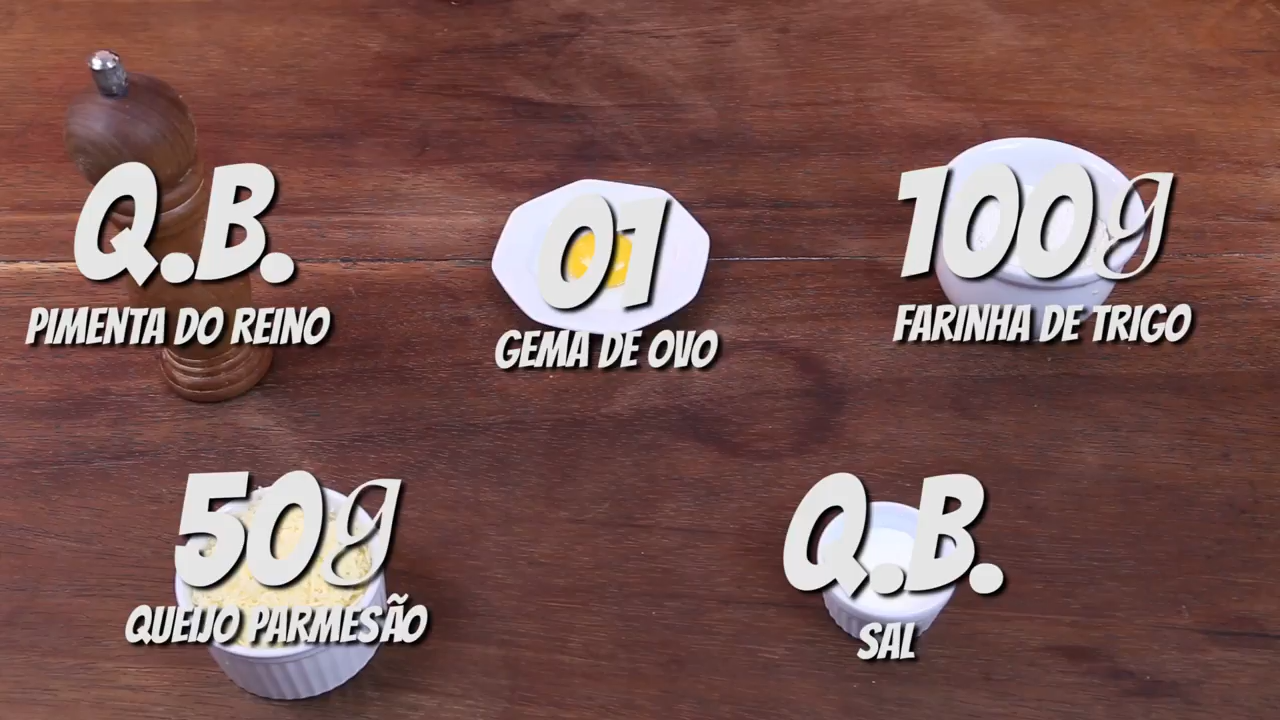 Q.B.
PIMENTA DO REINO
01
GEMA DE OVO
100g
FARINHA DE TRIGO
50g
QUEIJO PARMESÃO
Q.B.
SAL